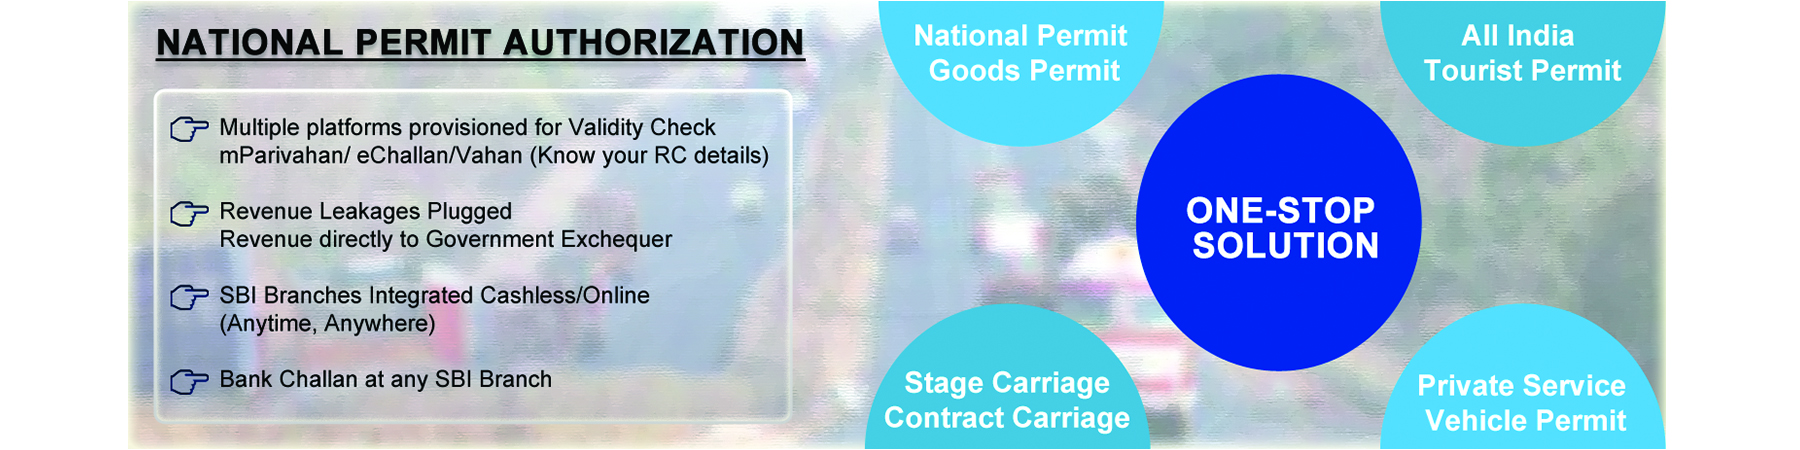 NATIONAL PERMIT AUTHORIZATION
Multiple platforms provisioned for Validity Check
mParivahan/ eChallan/Vahan (Know your RC details)
Revenue Leakages Plugged
Revenue directly to Government Exchequer
SBI Branches Integrated Cashless/Online
(Anytime, Anywhere)
Bank Challan at any SBI Branch
National Permit
Goods Permit
All India
Tourist Permit
ONE-STOP
SOLUTION
Stage Carriage
Contract Carriage
Private Service
Vehicle Permit